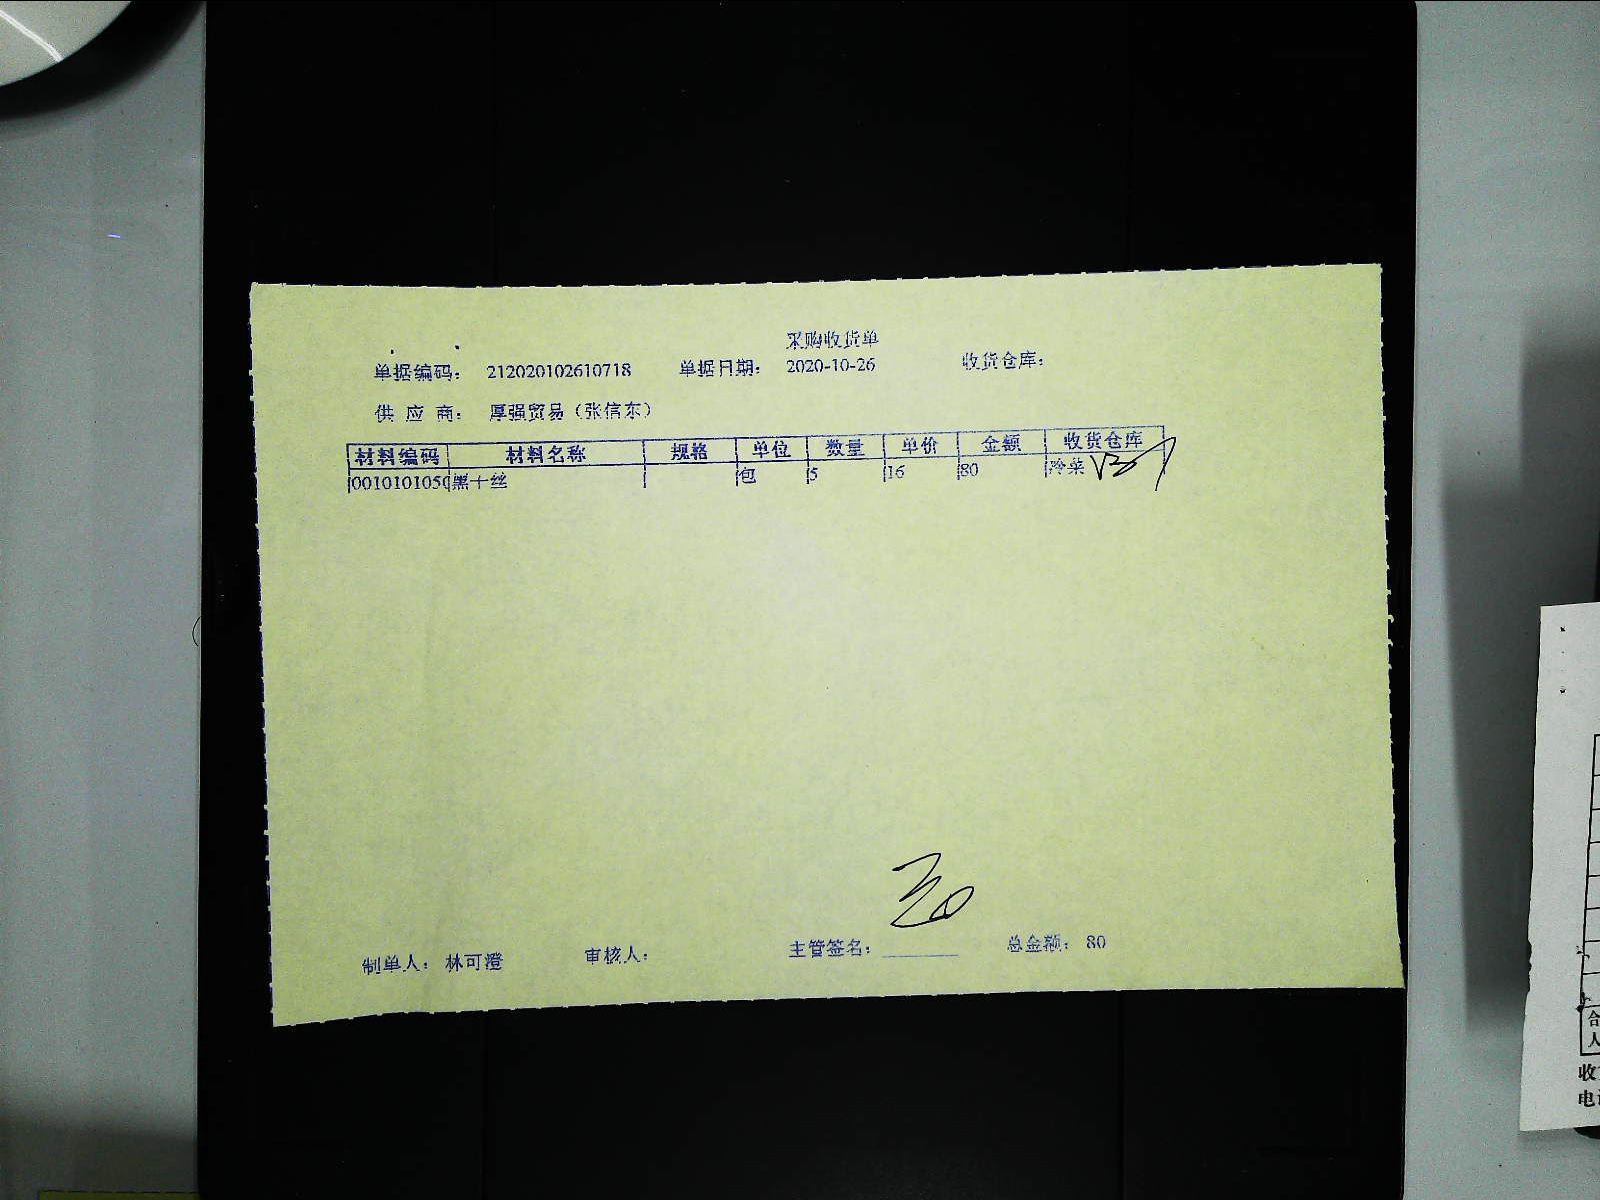 采购收货单
单据编码： 212020102610718 单据日期： 2020-10-26 收货仓库：
供 应 商： 厚强贸易（张信东）
材料编码 材料名称 规格 单位 数量 单价 金额 收货仓库
0010101050 黑十丝 包 5 16 80 冷菜
制单人： 林可澄 审核人： 主管签名： 总金额： 80
合
人
收
电